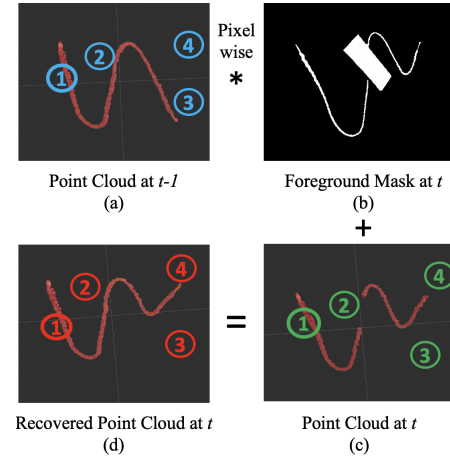 1 2 3 4
Pixel
wise
*
Point Cloud at t-1
(a)
Foreground Mask at t
(b)
+
1 2 3 4
=
1 2 3 4
Recovered Point Cloud at t
(d)
Point Cloud at t
(c)